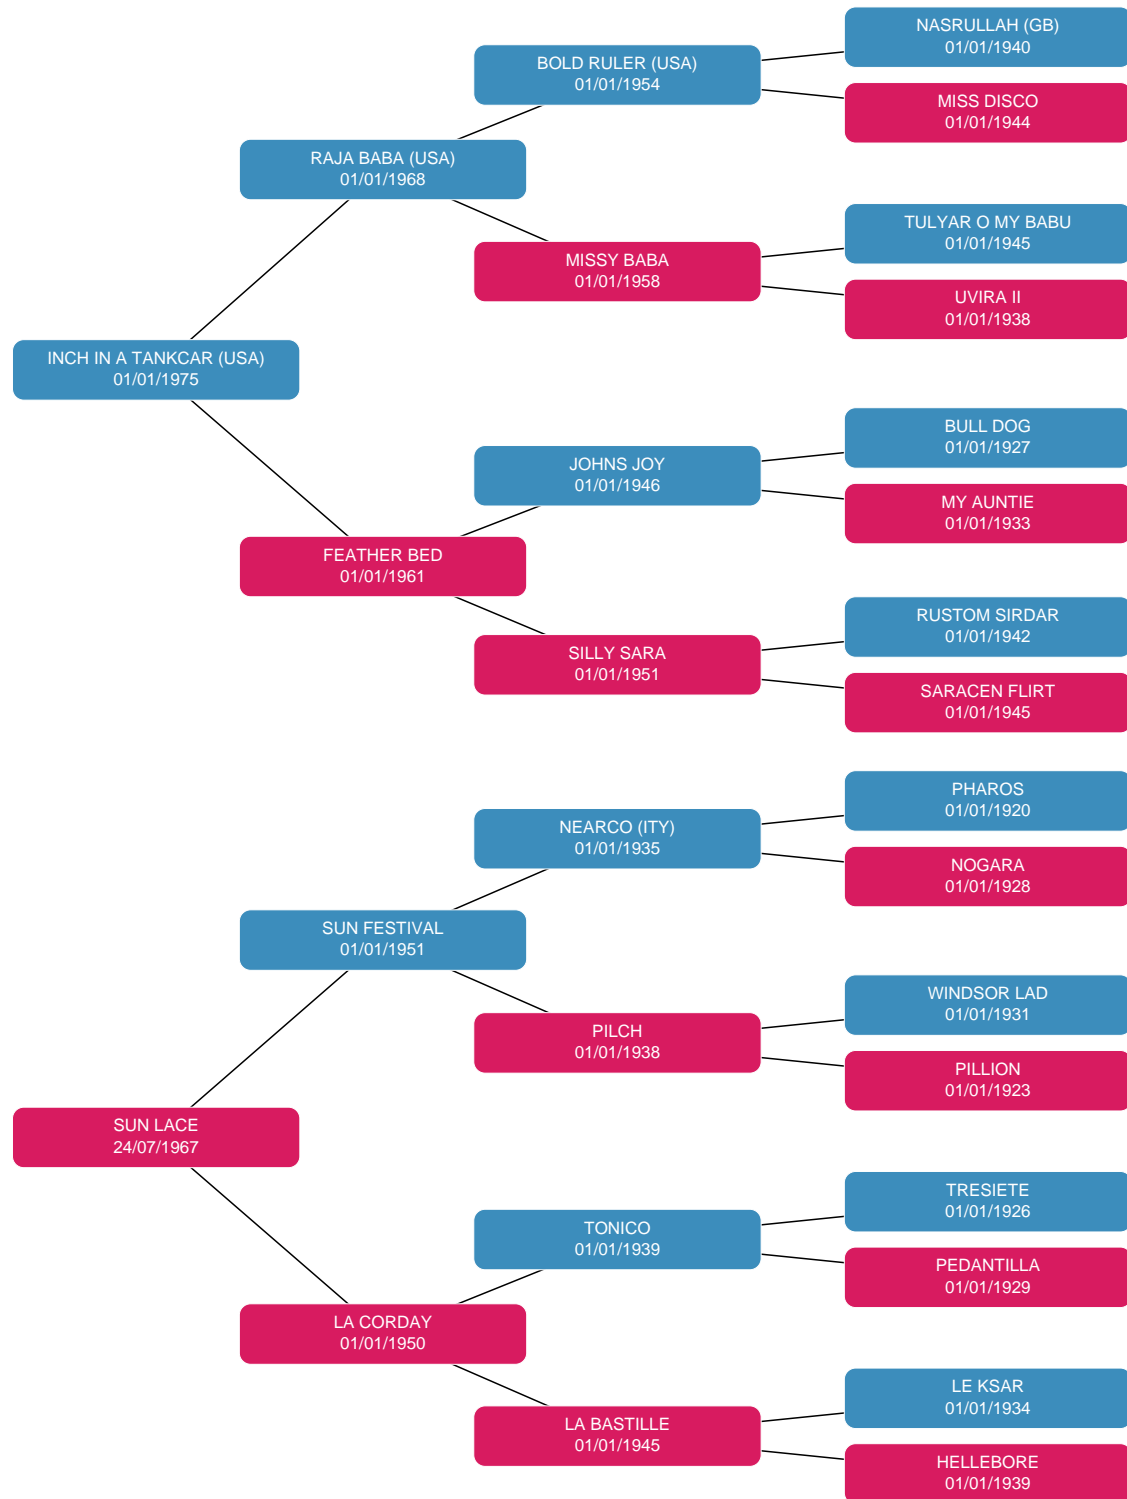 NASRULLAH (GB)
01/01/1940
BOLD RULER (USA)
01/01/1954
MISS DISCO
01/01/1944
RAJA BABA (USA)
01/01/1968
TULYAR O MY BABU
01/01/1945
MISSY BABA
01/01/1958
UVIRA II
01/01/1938
INCH IN A TANKCAR (USA)
01/01/1975
BULL DOG
01/01/1927
JOHNS JOY
01/01/1946
MY AUNTIE
01/01/1933
FEATHER BED
01/01/1961
RUSTOM SIRDAR
01/01/1942
SILLY SARA
01/01/1951
SARACEN FLIRT
01/01/1945
PHAROS
01/01/1920
NEARCO (ITY)
01/01/1935
NOGARA
01/01/1928
SUN FESTIVAL
01/01/1951
WINDSOR LAD
01/01/1931
PILCH
01/01/1938
PILLION
01/01/1923
SUN LACE
24/07/1967
TRESIETE
01/01/1926
TONICO
01/01/1939
PEDANTILLA
01/01/1929
LA CORDAY
01/01/1950
LE KSAR
01/01/1934
LA BASTILLE
01/01/1945
HELLEBORE
01/01/1939